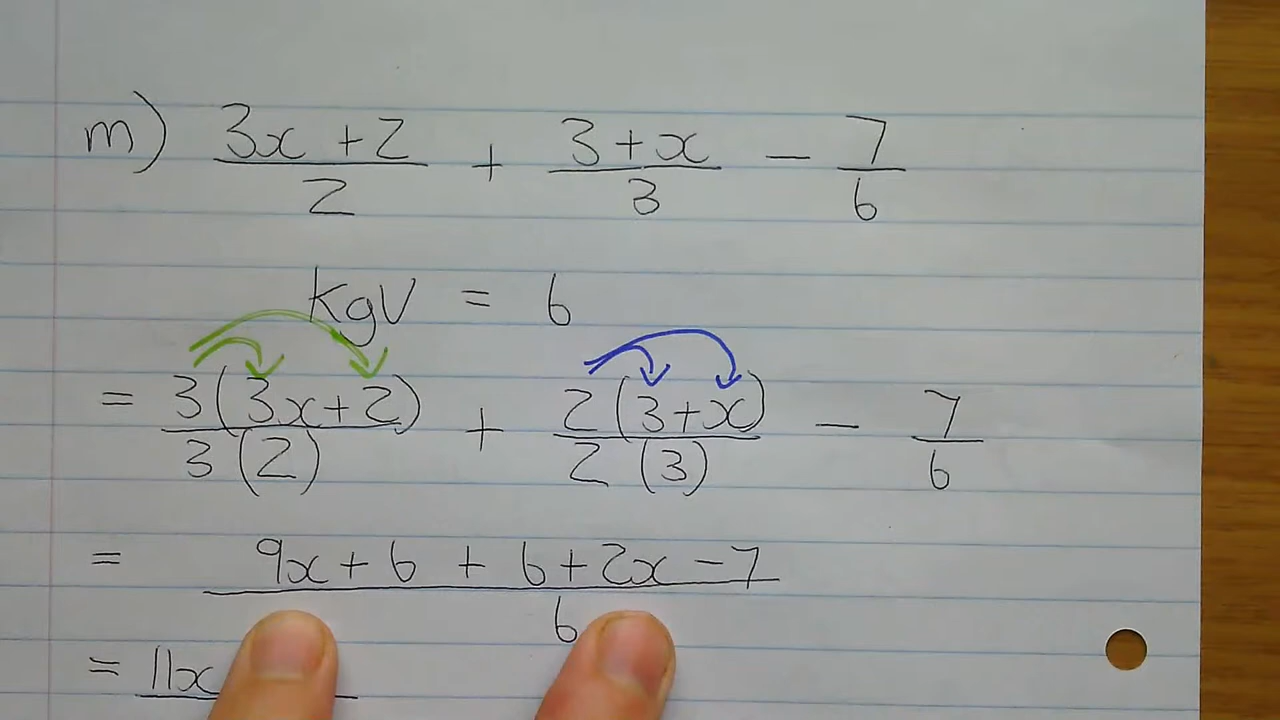 m) (3x + 2)/2 + (3 + x)/3 − 7/6
kgV = 6
= 3(3x+2)/3(2) + 2(3+x)/2(3) − 7/6
= (9x + 6 + 6 + 2x − 7)/6
= 11x